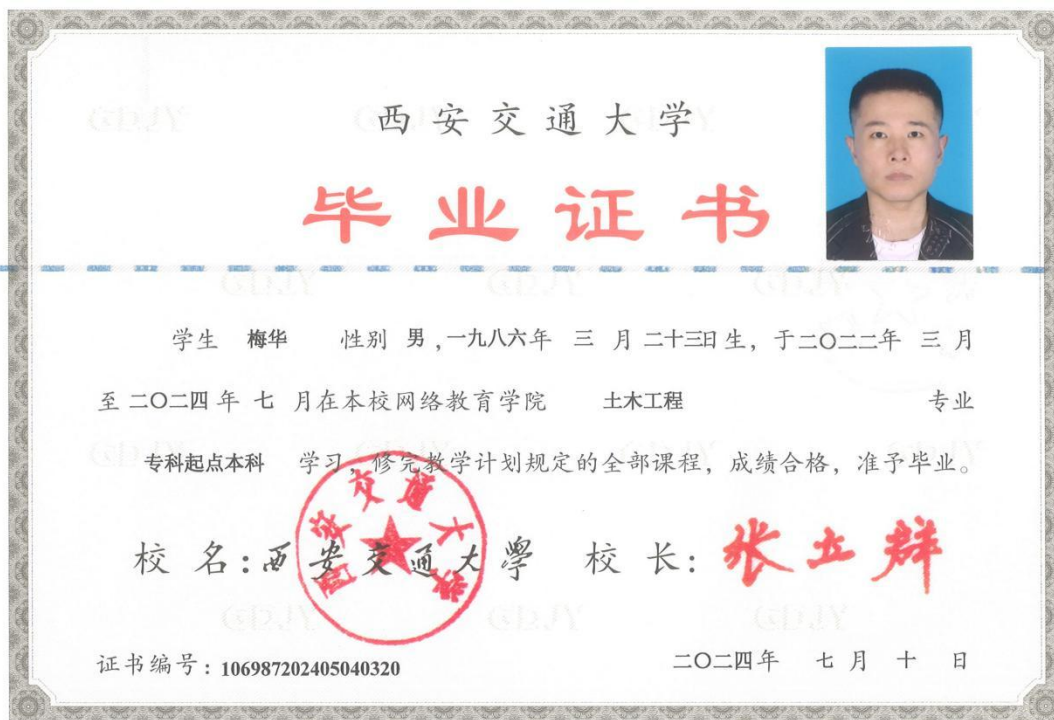 西安交通大学
毕业证书
学生 梅华 性别 男,一九八六年 三 月 二十三日生，于二〇二二年 三 月
至 二〇二四 年 七 月在本校网络教育学院 土木工程 专业
专科起点本科 学习，修完教学计划规定的全部课程，成绩合格，准予毕业。
校 名:西安交通大學 校 长: 张立群
西安交通大学
证书编号: 106987202405040320 二〇二四年 七 月 十 日